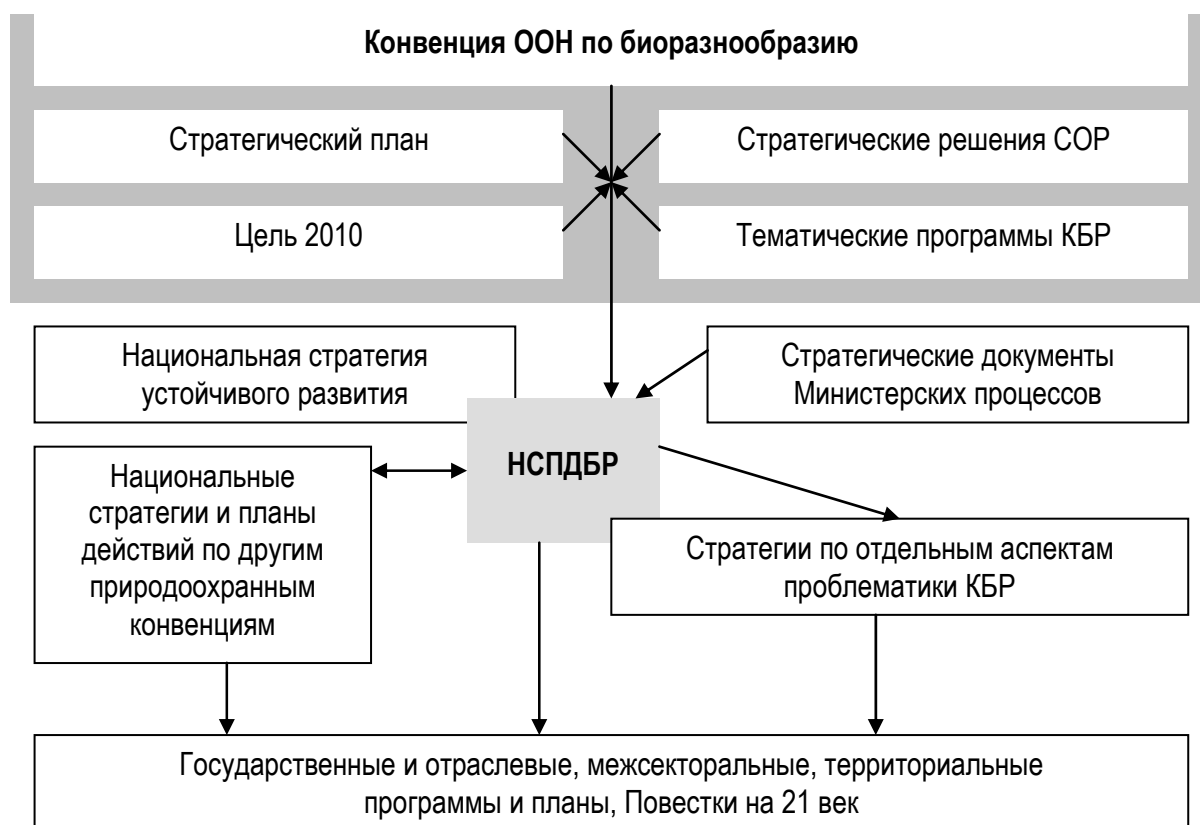 Конвенция ООН по биоразнообразию
Стратегический план
Стратегические решения СОР
Цель 2010
Тематические программы КБР
Национальная стратегия
устойчивого развития
Стратегические документы
Министерских процессов
НСПДБР
Национальные
стратегии и планы
действий по другим
природоохранным
конвенциям
Стратегии по отдельным аспектам
проблематики КБР
Государственные и отраслевые, межсекторальные, территориальные
программы и планы, Повестки на 21 век